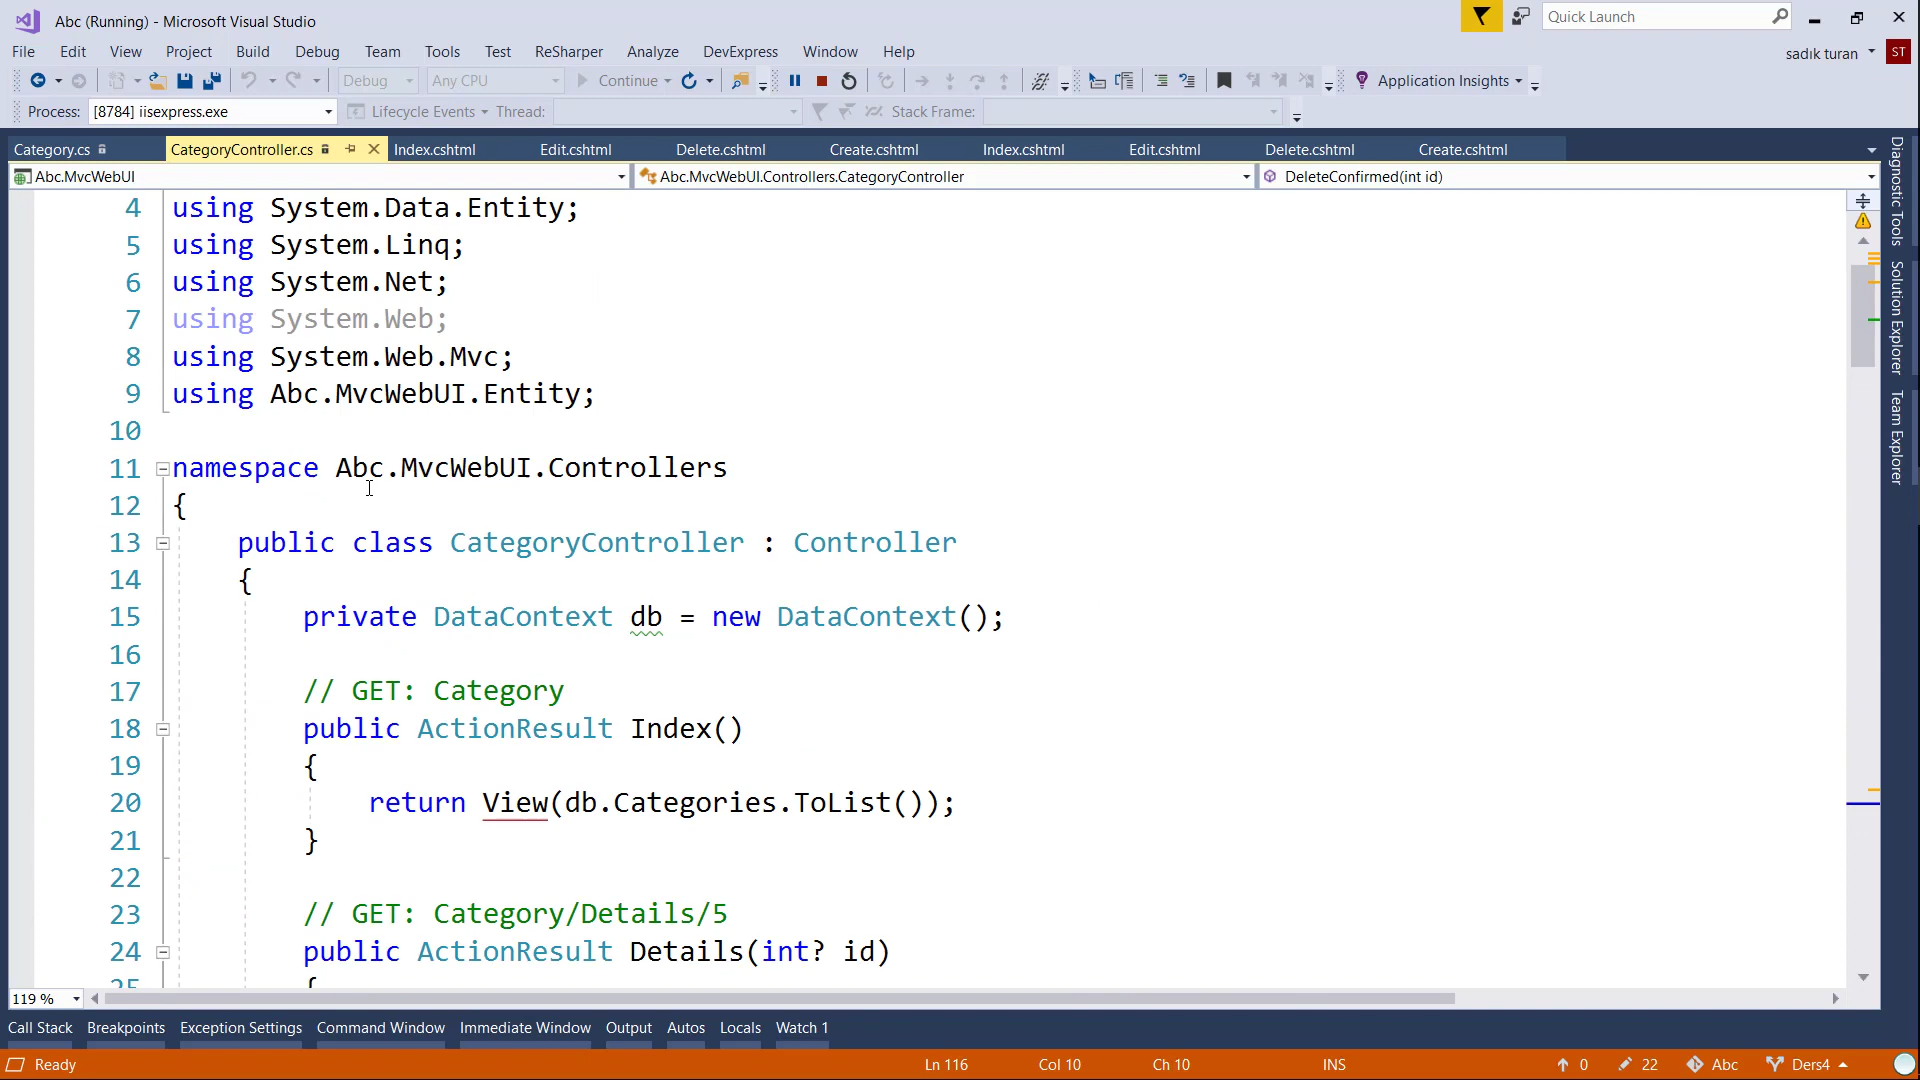 Abc (Running) - Microsoft Visual Studio
Quick Launch
File Edit View Project Build Debug Team Tools Test ReSharper Analyze DevExpress Window Help
sadık turan ST
Debug Any CPU Continue Application Insights
Process: [8784] iisexpress.exe Lifecycle Events Thread: Stack Frame:
Category.cs CategoryController.cs Index.cshtml Edit.cshtml Delete.cshtml Create.cshtml Index.cshtml Edit.cshtml Delete.cshtml Create.cshtml
Abc.MvcWebUI Abc.MvcWebUI.Controllers.CategoryController DeleteConfirmed(int id)
4 using System.Data.Entity;
5 using System.Linq;
6 using System.Net;
7 using System.Web;
8 using System.Web.Mvc;
9 using Abc.MvcWebUI.Entity;
10
11 namespace Abc.MvcWebUI.Controllers
12 {
13 public class CategoryController : Controller
14 {
15 private DataContext db = new DataContext();
16
17 // GET: Category
18 public ActionResult Index()
19 {
20 return View(db.Categories.ToList());
21 }
22
23 // GET: Category/Details/5
24 public ActionResult Details(int? id)
25 {
Diagnostic Tools
Solution Explorer
Team Explorer
119 %
Call Stack Breakpoints Exception Settings Command Window Immediate Window Output Autos Locals Watch 1
Ready Ln 116 Col 10 Ch 10 INS 0 22 Abc Ders4